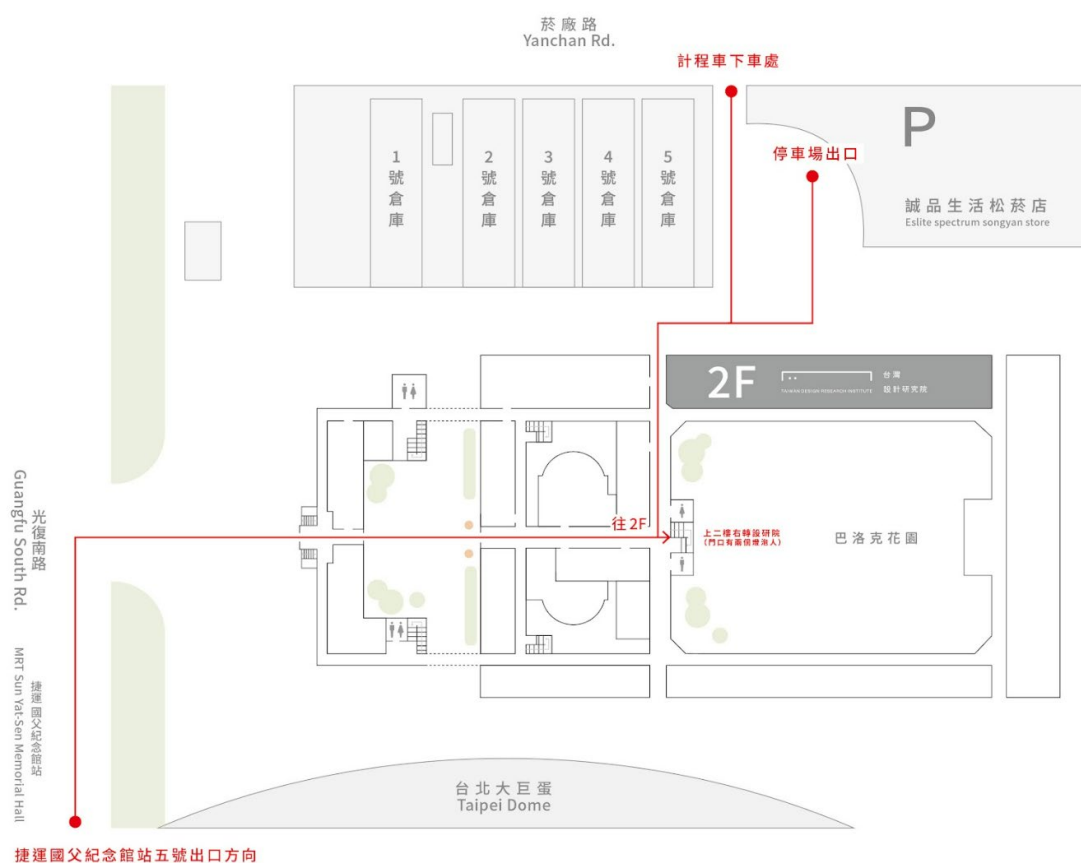 菸廠路
Yanchan Rd.
計程車下車處
P
停車場出口
誠品生活松菸店
Eslite spectrum songyan store
1號倉庫
2號倉庫
3號倉庫
4號倉庫
5號倉庫
2F
TAIWAN DESIGN RESEARCH INSTITUTE
台灣
設計研究院
光復南路
Guangfu South Rd.
往2F
上二樓右轉設研院
(門口有兩個燈泡人)
巴洛克花園
捷運 國父紀念館站
MRT Sun Yat-Sen Memorial Hall
台北大巨蛋
Taipei Dome
捷運國父紀念館站五號出口方向